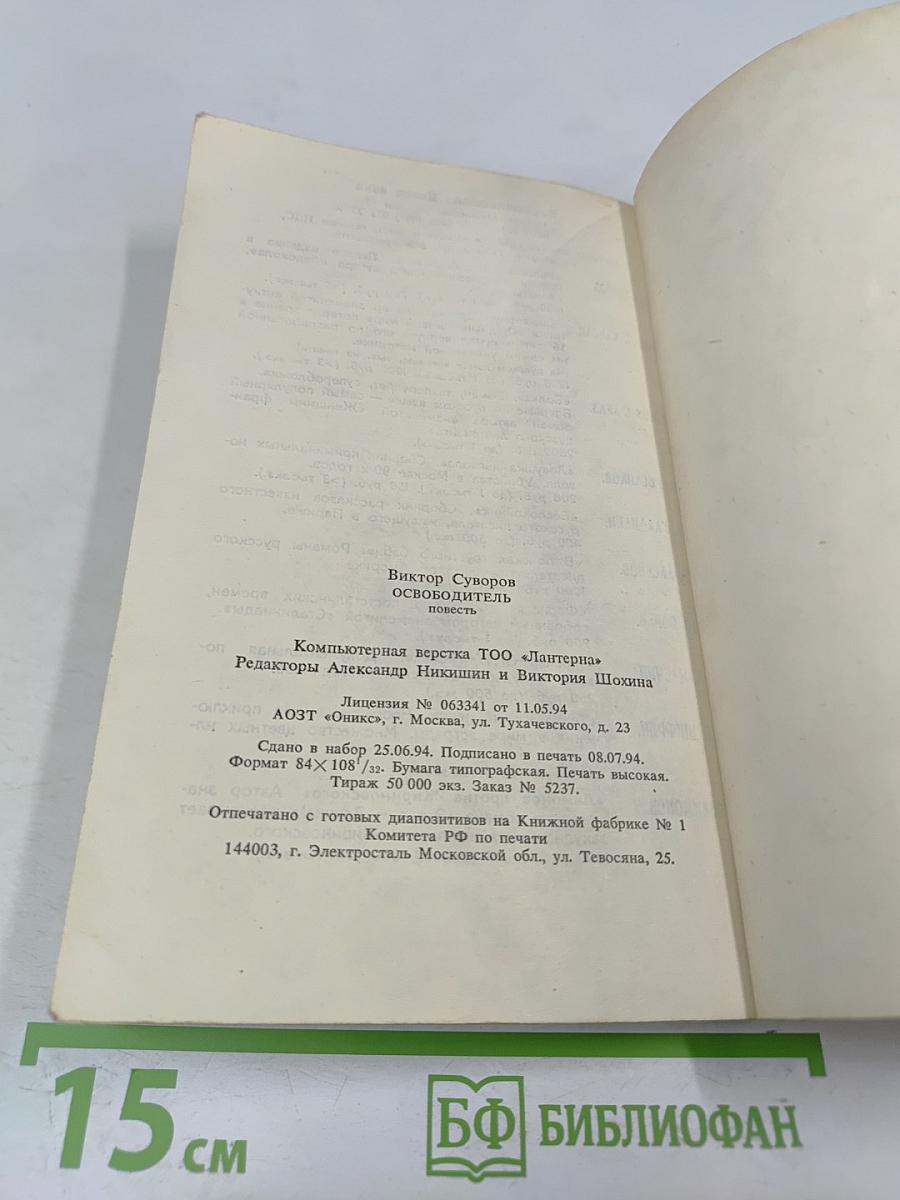 Виктор Суворов
ОСВОБОДИТЕЛЬ
повесть
Компьютерная верстка ТОО «Лантерна»
Редакторы Александр Никишин и Виктория Шохина
Лицензия № 063341 от 11.05.94
АОЗТ «Оникс», г. Москва, ул. Тухачевского, д. 23
Сдано в набор 25.06.94. Подписано в печать 08.07.94.
Формат 84×108¹/₃₂. Бумага типографская. Печать высокая.
Тираж 50 000 экз. Заказ № 5237.
Отпечатано с готовых диапозитивов на Книжной фабрике № 1
Комитета РФ по печати
144003, г. Электросталь Московской обл., ул. Тевосяна, 25.
15 см
БФ БИБЛИОФАН